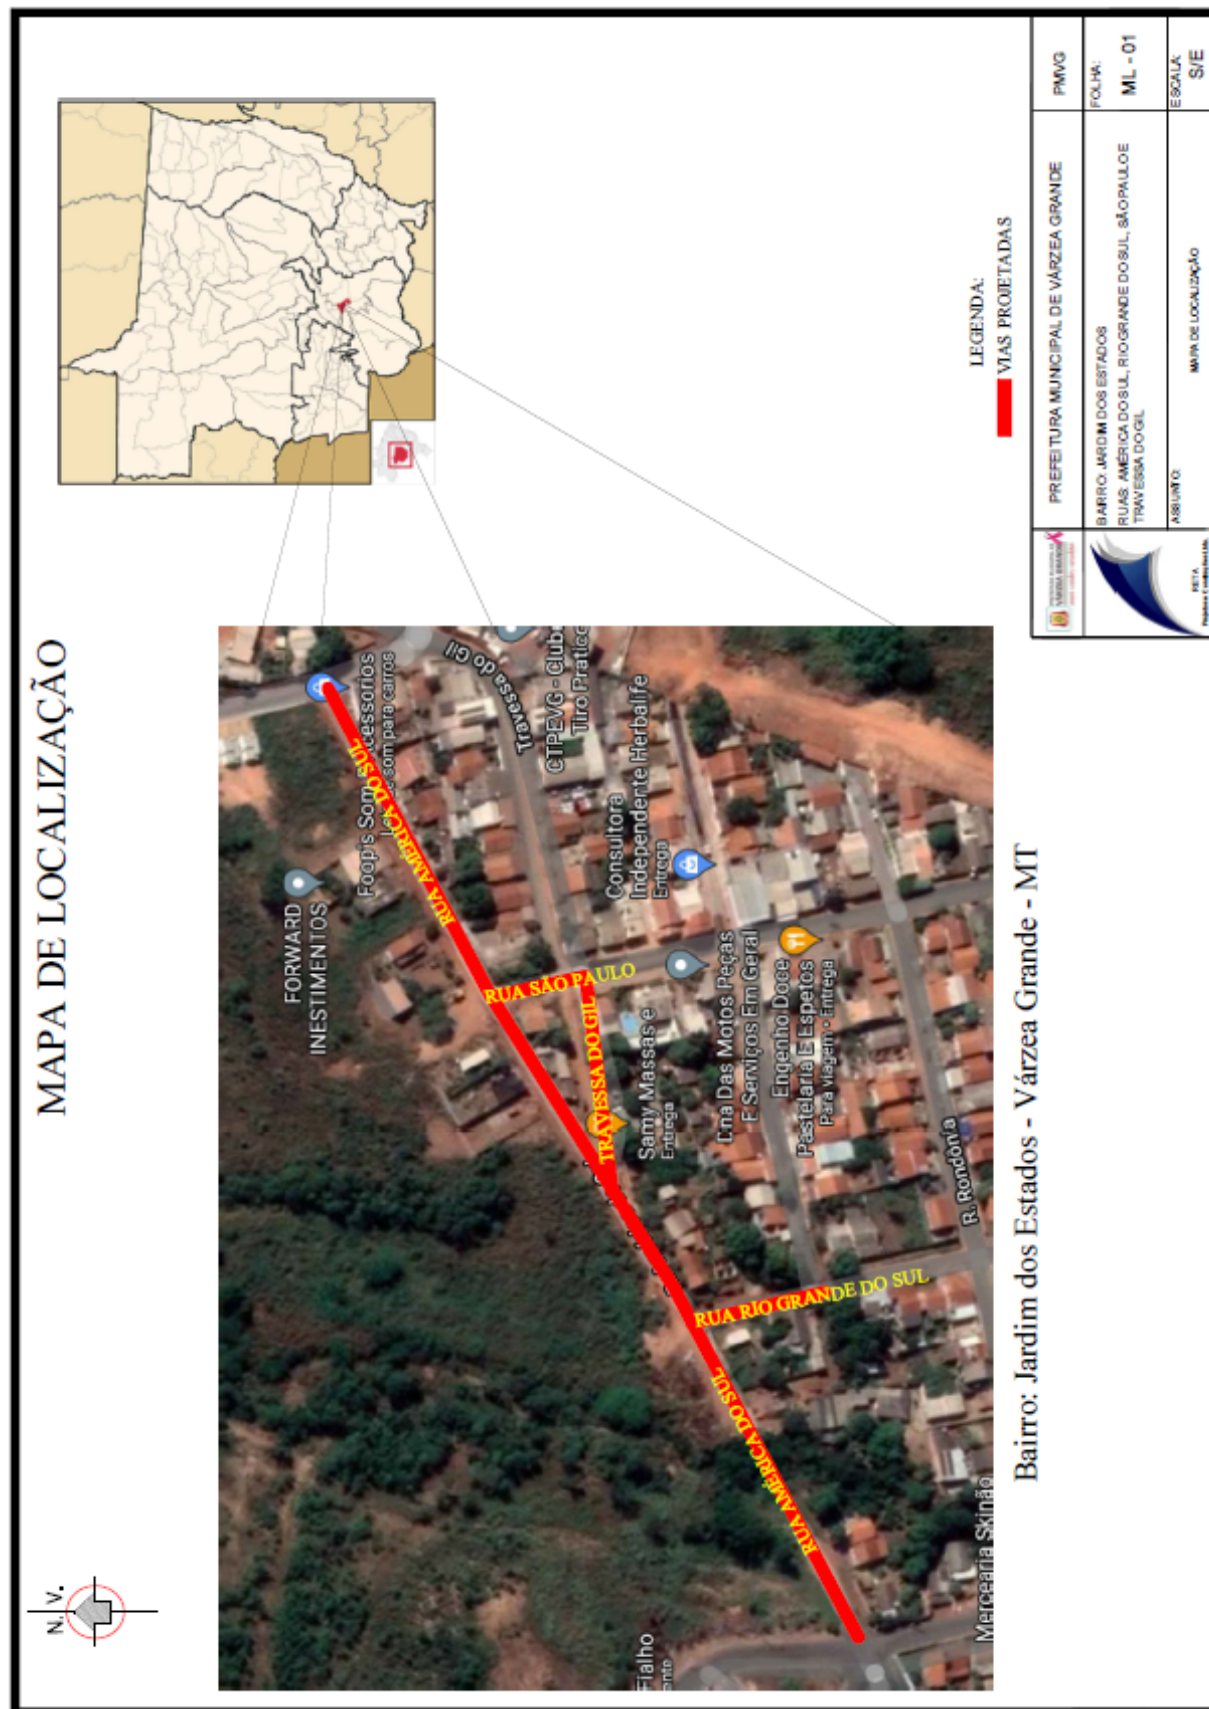 MAPA DE LOCALIZAÇÃO
N. V.
FORWARD
INESTIMENTOS
Travessa do Gil
CTPEVG - Clube
Tiro Pratico
Consultora
Independente Herbalife
Entrega
Samy Massas e
Entrega
Dna Das Motos Peças
E Serviços Em Geral
Engenho Doce
Pastelaria E Espetos
Para viagem · Entrega
R. Rondônia
Mercearia Skinão
Fialho
RUA AMÉRICA DO SUL
RUA SÃO PAULO
TRAVESSA DO GIL
RUA RIO GRANDE DO SUL
RUA AMÉRICA DO SUL
Bairro: Jardim dos Estados - Várzea Grande - MT
LEGENDA:
VIAS PROJETADAS
VÁRZEA GRANDE
PREFEITURA MUNICIPAL DE VÁRZEA GRANDE
PMVG
BAIRRO: JARDIM DOS ESTADOS
RUAS: AMÉRICA DO SUL, RIO GRANDE DO SUL, SÃO PAULO E
TRAVESSA DO GIL
FOLHA:
ML - 01
ASSUNTO:
MAPA DE LOCALIZAÇÃO
ESCALA:
S/E